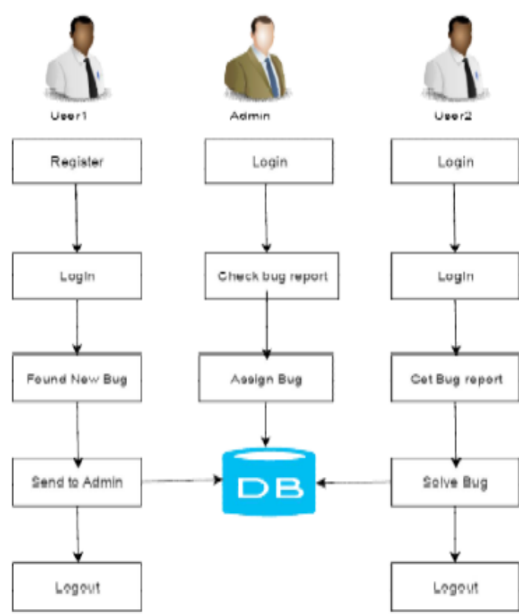 User1
Admin
User2
Register
Login
Login
LogIn
Check bug report
LogIn
Found New Bug
Assign Bug
Get Bug report
Send to Admin
DB
Solve Bug
Logout
Logout